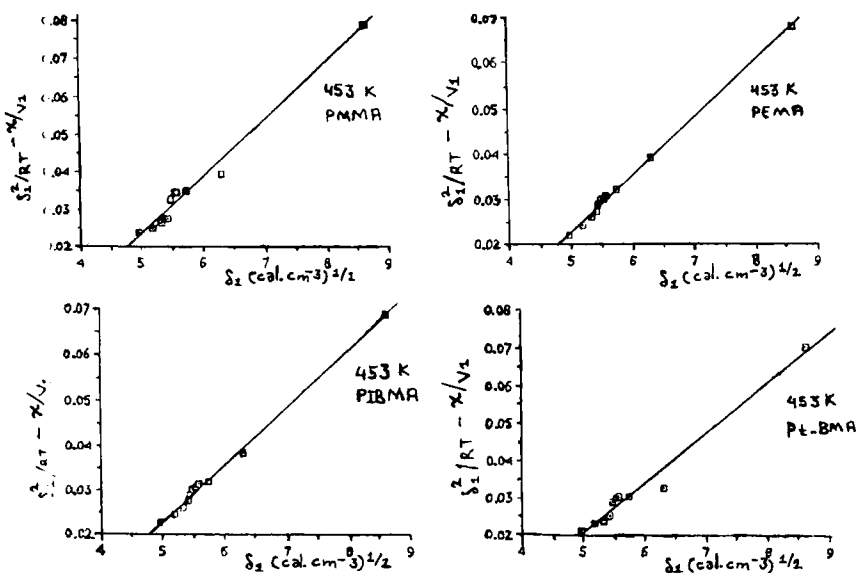 0.08
0.07
0.06
0.05
0.04
0.03
0.02
4 5 6 7 8 9
δ₁²/RT – x/V₁
δ₁ (cal.cm-3)1/2
453 K
PMMA
0.07
0.06
0.05
0.04
0.03
0.02
4 5 6 7 8 9
δ₁²/RT – x/V₁
δ₁ (cal.cm-3)1/2
453 K
PEMA
0.07
0.06
0.05
0.04
0.03
0.02
4 5 6 7 8 9
δ₁ (cal.cm-3)1/2
453 K
PIBMA
0.08
0.07
0.06
0.05
0.04
0.03
0.02
4 5 6 7 8 9
δ₁²/RT – x/V₁
δ₁ (cal.cm-3)1/2
453 K
Pt-BMA